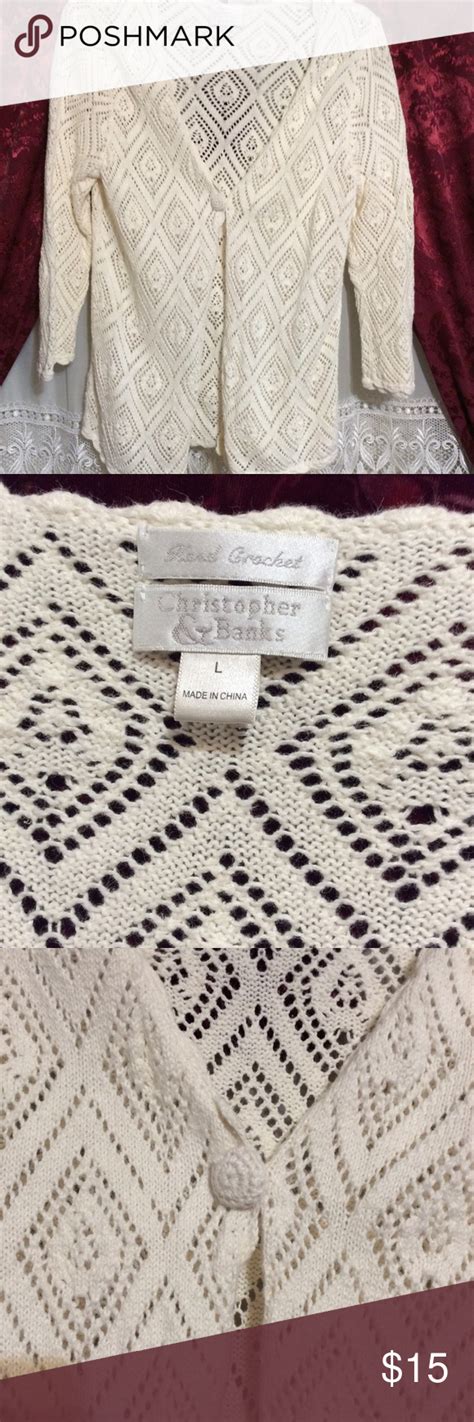 POSHMARK
Hand Crochet
Christopher
& Banks
L
MADE IN CHINA
$15